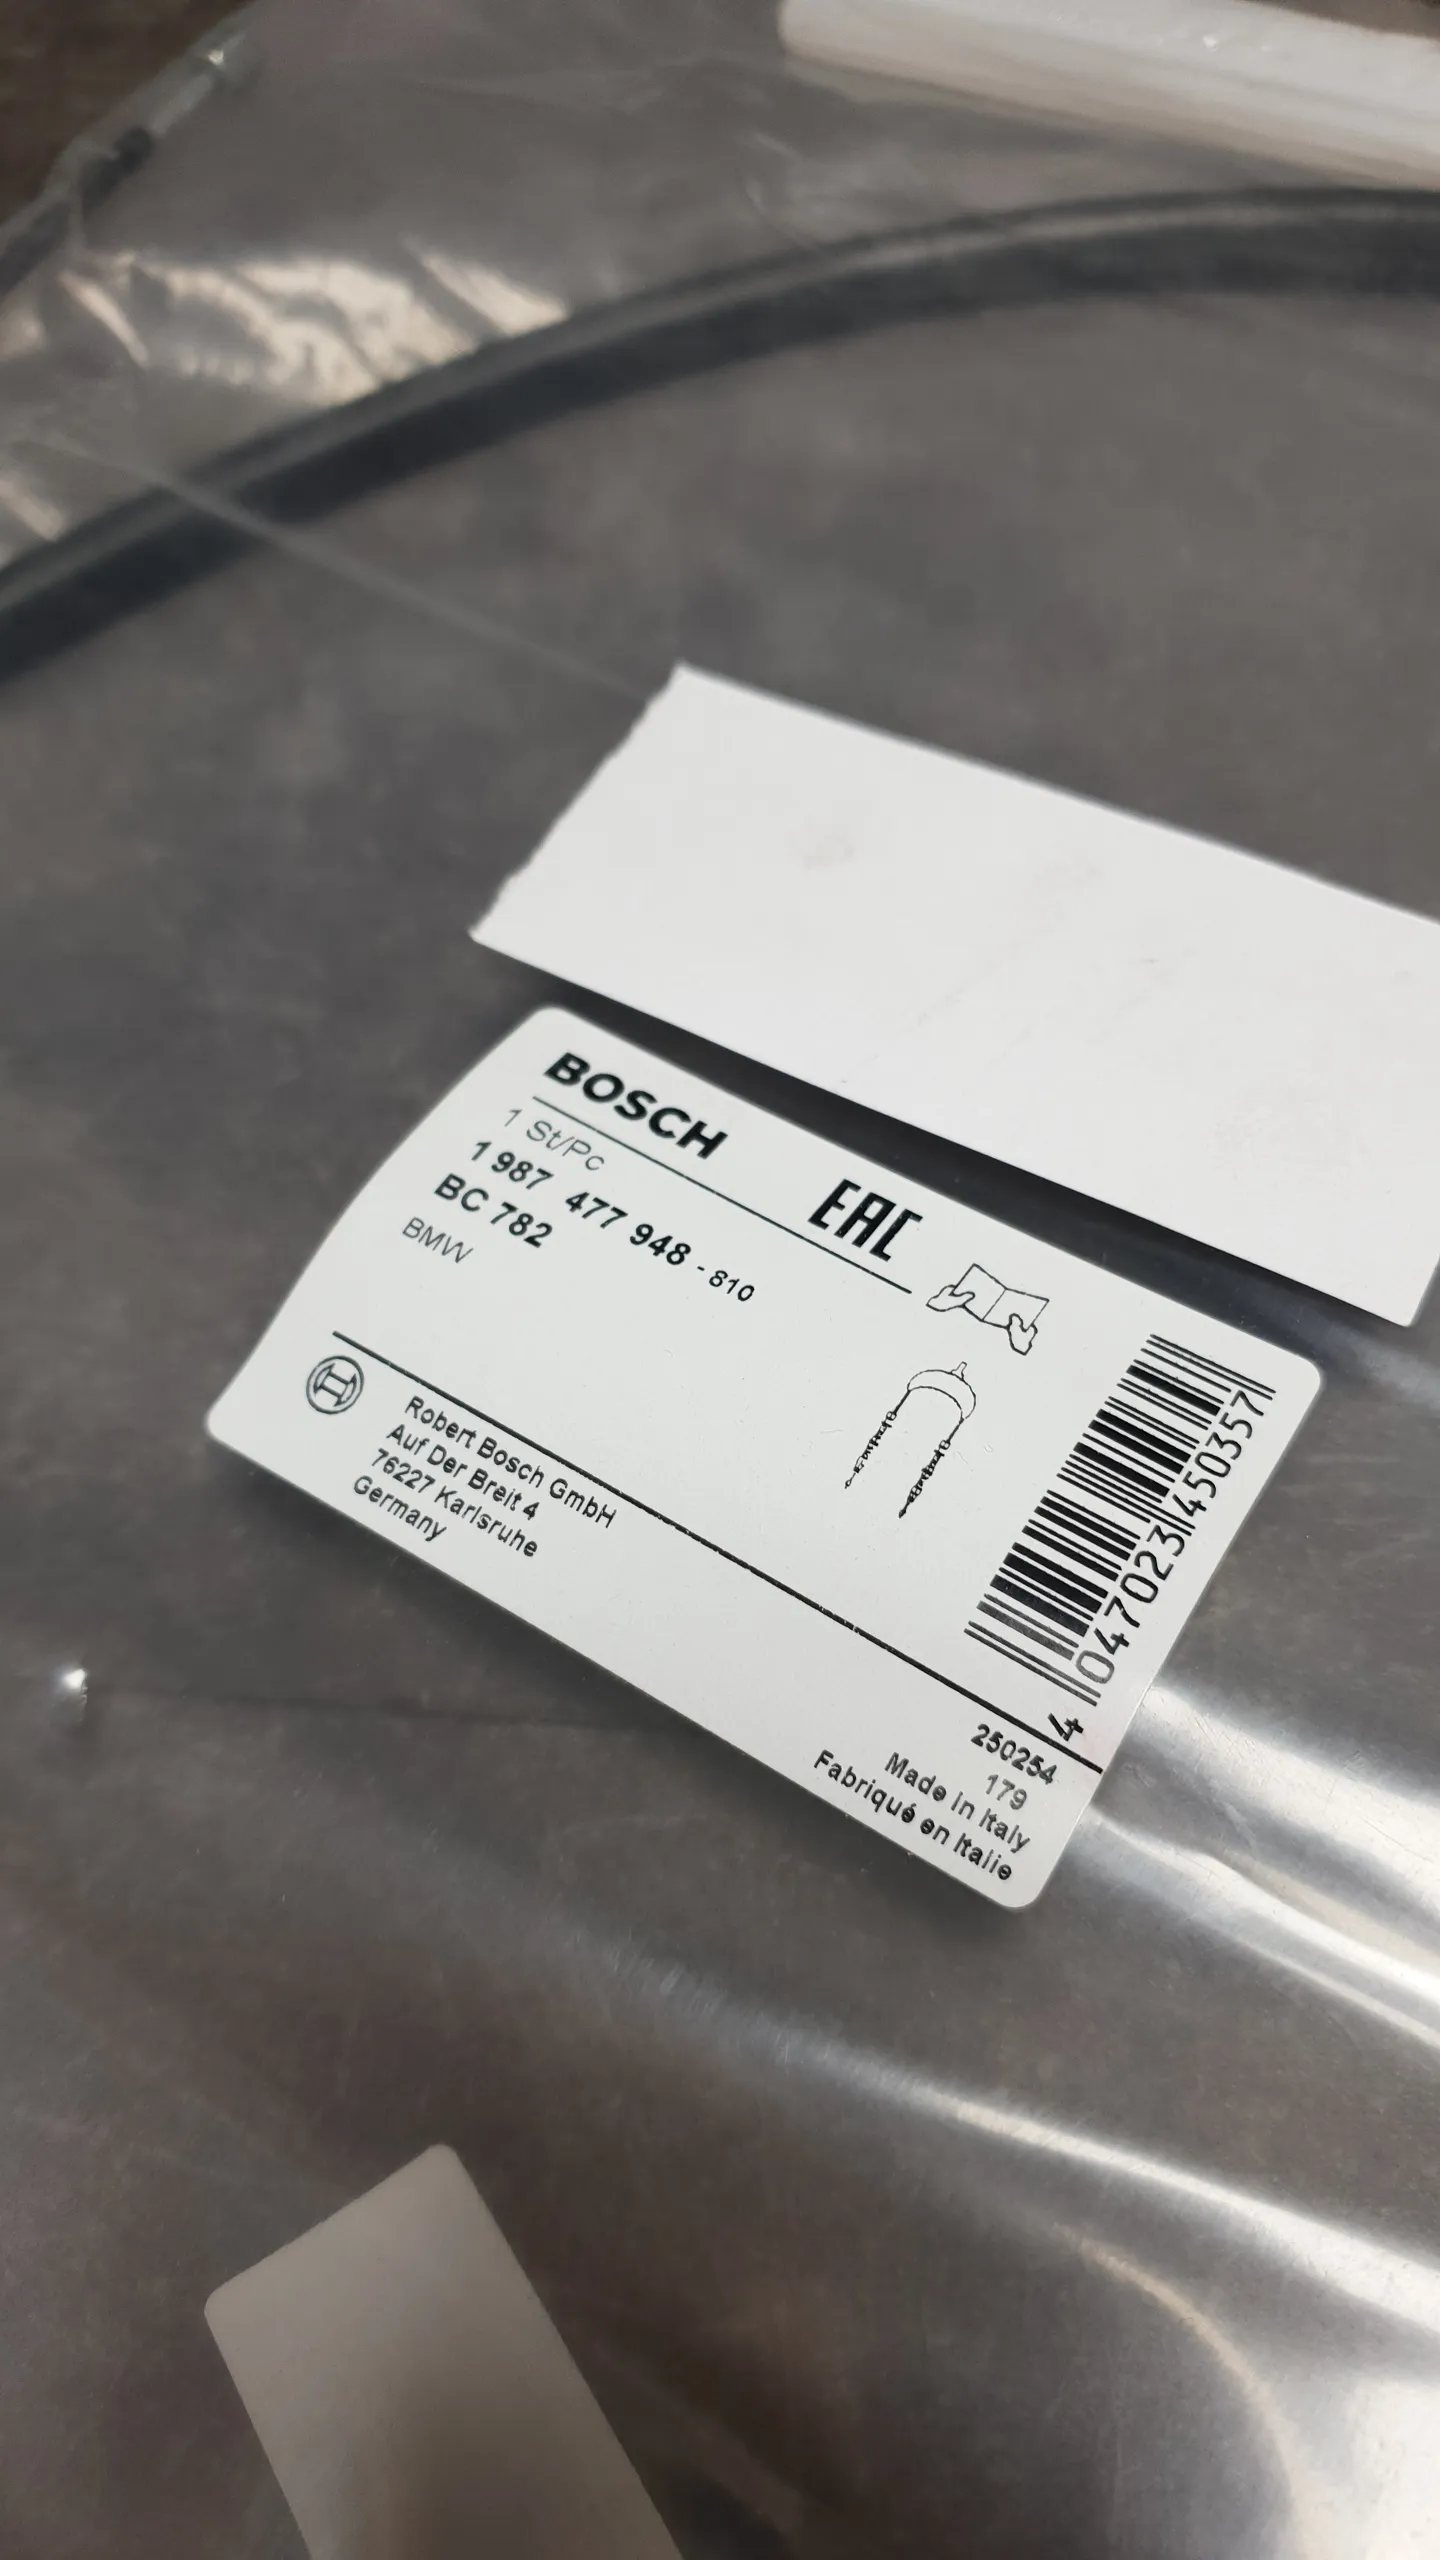 BOSCH
EAC
1 St/Pc
1 987 477 948 - 810
BC 782
BMW
Robert Bosch GmbH
Auf Der Breit 4
76227 Karlsruhe
Germany
4 047023 450357
250254
179
Made in Italy
Fabriqué en Italie